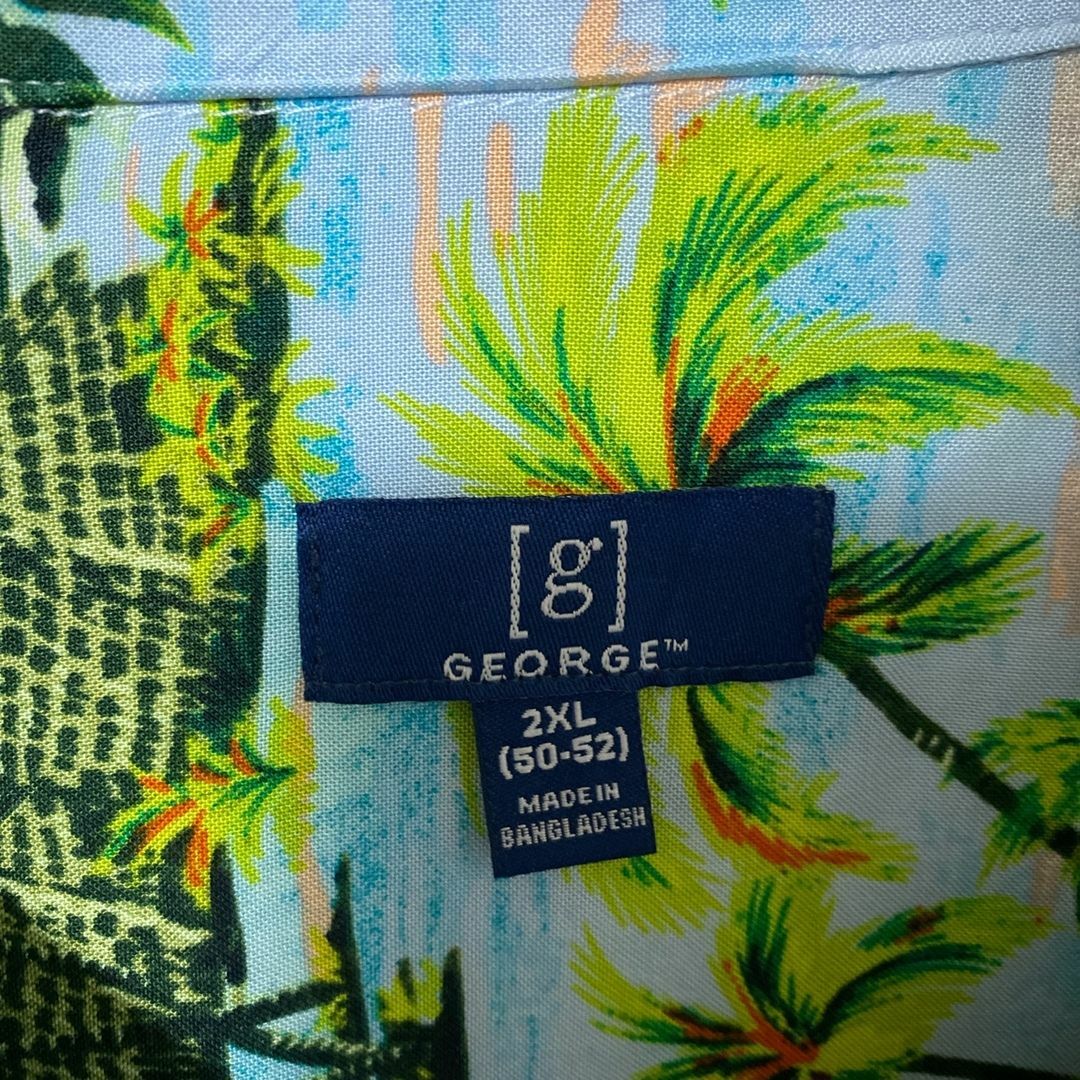 [g]
GEORGE™
2XL
(50-52)
MADE IN
BANGLADESH